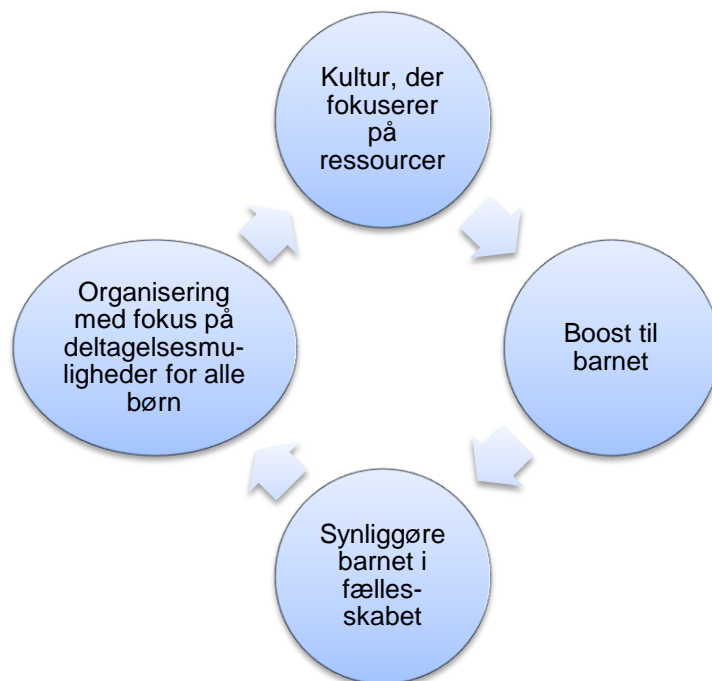 Kultur, der
fokuserer
på
ressourcer
Boost til
barnet
Synliggøre
barnet i
fælles-
skabet
Organisering
med fokus på
deltagelsesmu-
ligheder for alle
børn